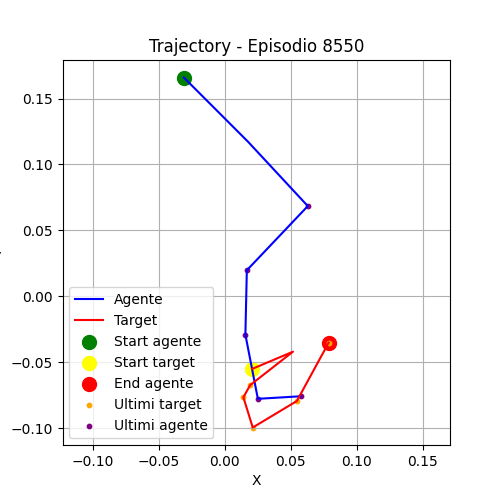 Trajectory - Episodio 8550
0.15
0.10
0.05
0.00
−0.05
−0.10
Agente
Target
Start agente
Start target
End agente
Ultimi target
Ultimi agente
−0.10
−0.05
0.00
0.05
0.10
0.15
X